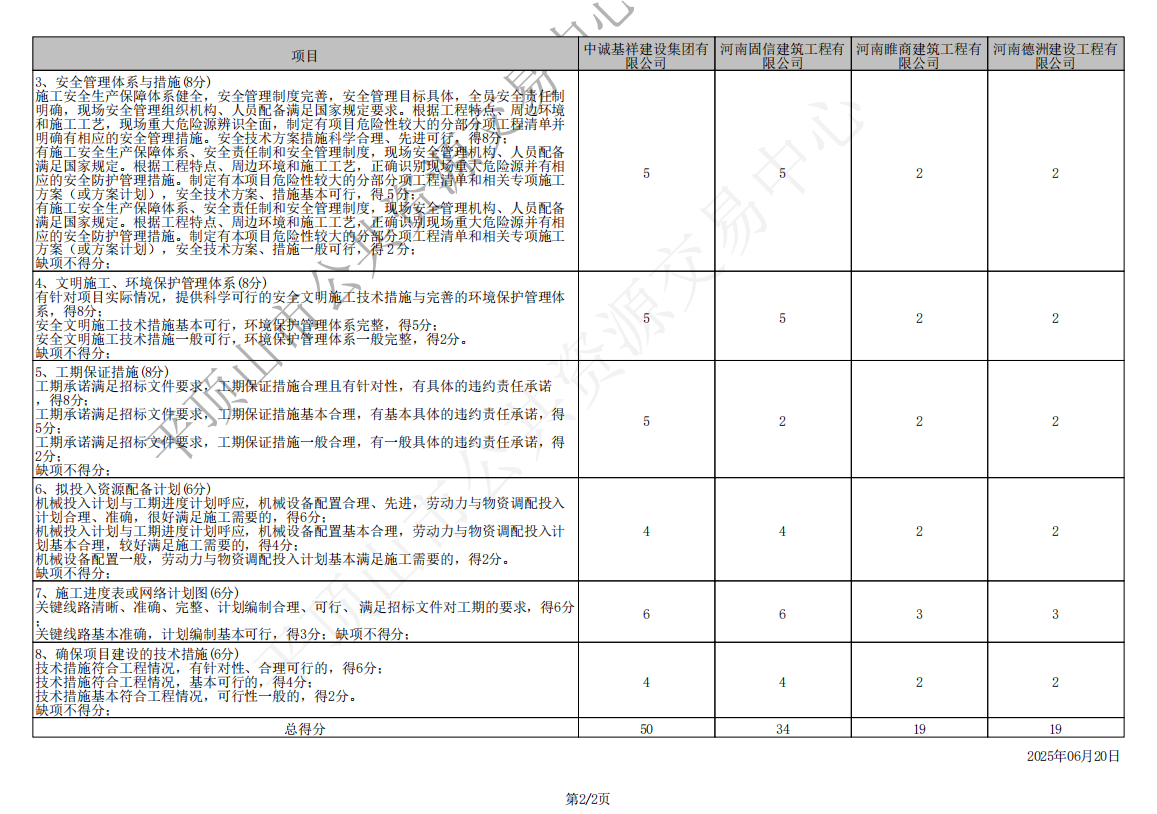 项目
中诚基祥建设集团有
限公司
河南固信建筑工程有
限公司
河南睢商建筑工程有
限公司
河南德洲建设工程有
限公司
3、安全管理体系与措施(8分)
施工安全生产保障体系健全，安全管理制度完善，安全管理目标具体，全员安全责任制
明确，现场安全管理组织机构、人员配备满足国家规定要求。根据工程特点、周边环境
和施工工艺，现场重大危险源辨识全面，制定有项目危险性较大的分部分项工程清单并
明确有相应的安全管理措施。安全技术方案措施科学合理、先进可行，得8分；
有施工安全生产保障体系、安全责任制和安全管理制度，现场安全管理机构、人员配备
满足国家规定。根据工程特点、周边环境和施工工艺，正确识别现场重大危险源并有相
应的安全防护管理措施。制定有本项目危险性较大的分部分项工程清单和相关专项施工
方案（或方案计划），安全技术方案、措施基本可行，得 5分；
有施工安全生产保障体系、安全责任制和安全管理制度，现场安全管理机构、人员配备
满足国家规定。根据工程特点、周边环境和施工工艺，正确识别现场重大危险源并有相
应的安全防护管理措施。制定有本项目危险性较大的分部分项工程清单和相关专项施工
方案（或方案计划），安全技术方案、措施一般可行，得 2 分；
缺项不得分；
5
5
2
2
4、文明施工、环境保护管理体系(8分)
有针对项目实际情况，提供科学可行的安全文明施工技术措施与完善的环境保护管理体
系，得8分；
安全文明施工技术措施基本可行，环境保护管理体系完整，得5分；
安全文明施工技术措施一般可行，环境保护管理体系一般完整，得2分。
缺项不得分；
5
5
2
2
5、工期保证措施(8分)
工期承诺满足招标文件要求，工期保证措施合理且有针对性，有具体的违约责任承诺
，得8分；
工期承诺满足招标文件要求，工期保证措施基本合理，有基本具体的违约责任承诺，得
5分；
工期承诺满足招标文件要求，工期保证措施一般合理，有一般具体的违约责任承诺，得
2分；
缺项不得分；
5
2
2
2
6、拟投入资源配备计划(6分)
机械投入计划与工期进度计划呼应，机械设备配置合理、先进，劳动力与物资调配投入
计划合理、准确，很好满足施工需要的，得6分；
机械投入计划与工期进度计划呼应，机械设备配置基本合理，劳动力与物资调配投入计
划基本合理，较好满足施工需要的，得4分；
机械设备配置一般，劳动力与物资调配投入计划基本满足施工需要的，得2分。
缺项不得分；
4
4
2
2
7、施工进度表或网络计划图(6分)
关键线路清晰、准确、完整、计划编制合理、可行、 满足招标文件对工期的要求，得6分
；
关键线路基本准确，计划编制基本可行，得3分；缺项不得分；
6
6
3
3
8、确保项目建设的技术措施(6分)
技术措施符合工程情况，有针对性、合理可行的，得6分；
技术措施符合工程情况，基本可行的，得4分；
技术措施基本符合工程情况，可行性一般的，得2分。
缺项不得分；
4
4
2
2
总得分
50
34
19
19
2025年06月20日
第2/2页
平顶山市公共资源交易中心
平顶山市公共资源交易中心